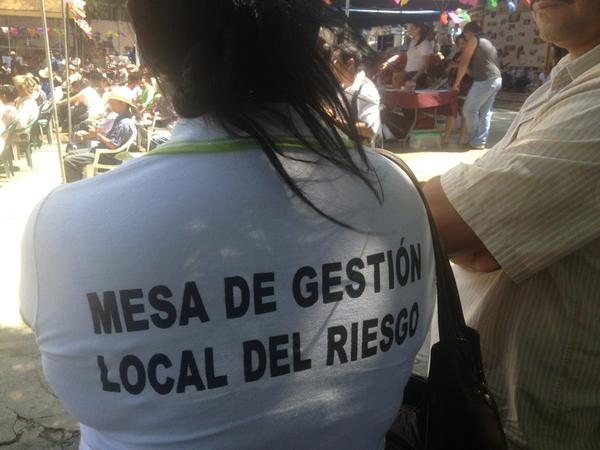 MESA DE GESTIÓN
LOCAL DEL RIESGO